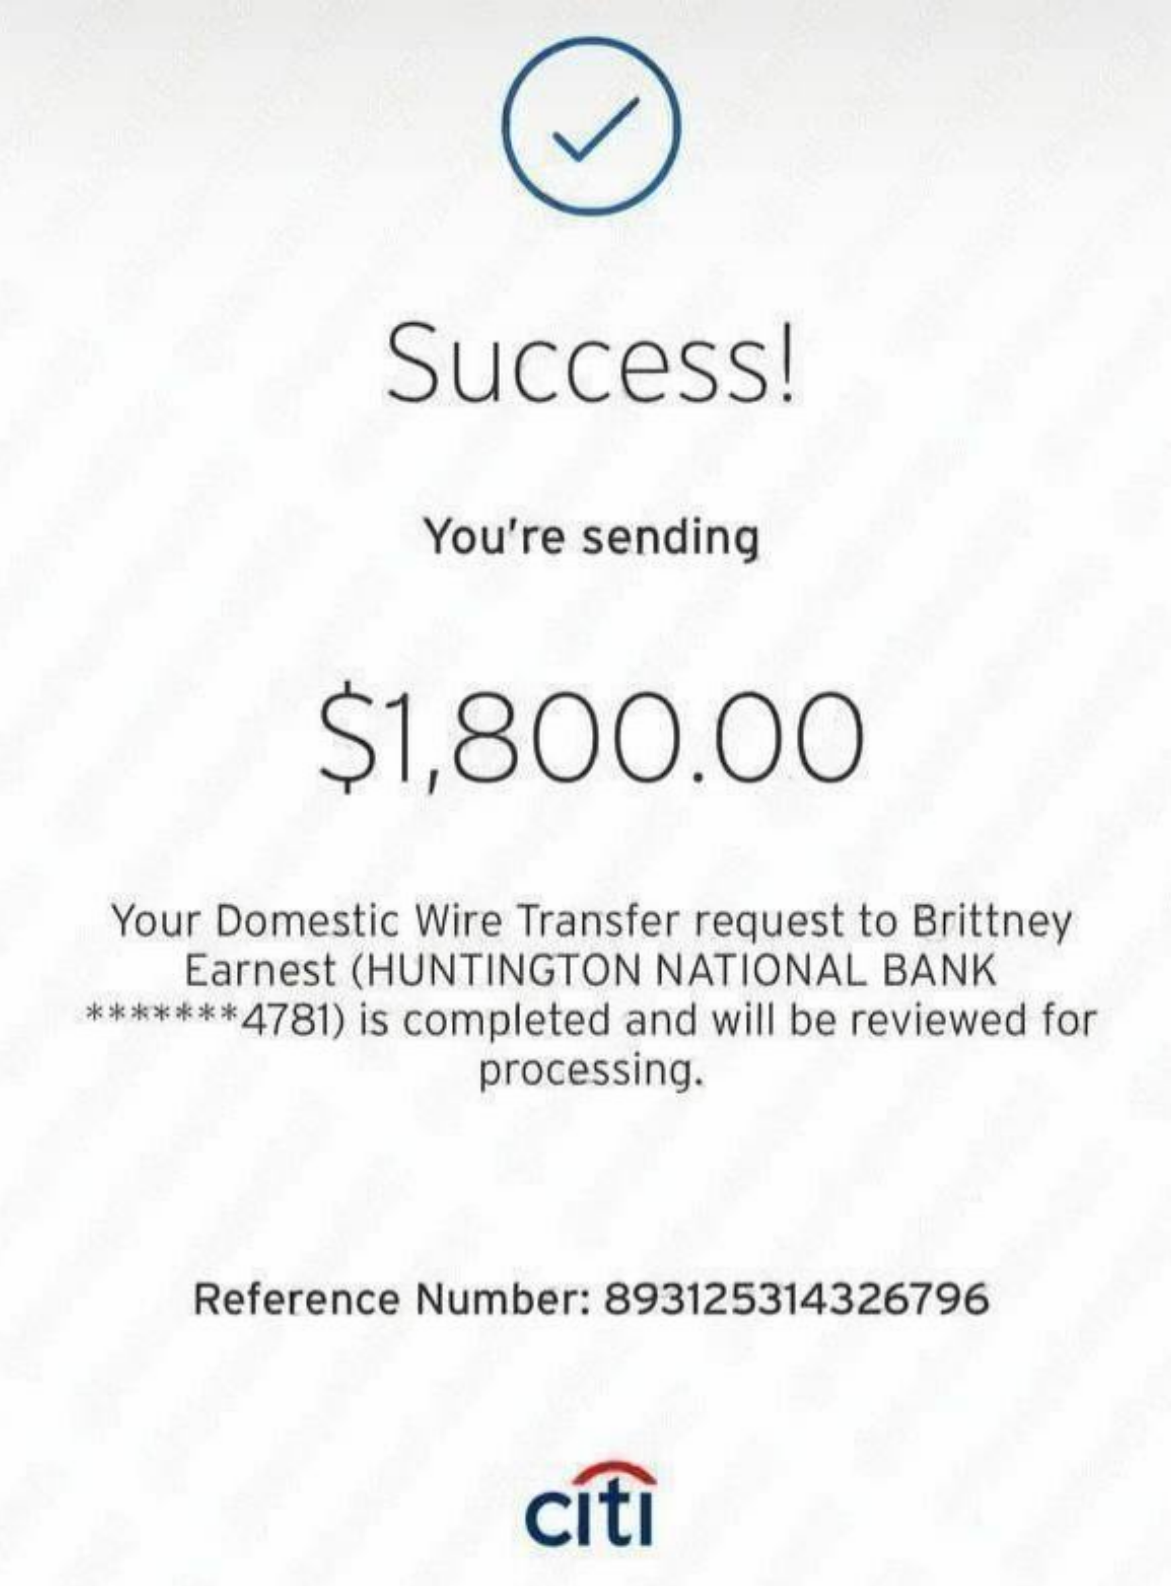 Success!
You're sending
$1,800.00
Your Domestic Wire Transfer request to Brittney
Earnest (HUNTINGTON NATIONAL BANK
*******4781) is completed and will be reviewed for
processing.
Reference Number: 893125314326796
citi